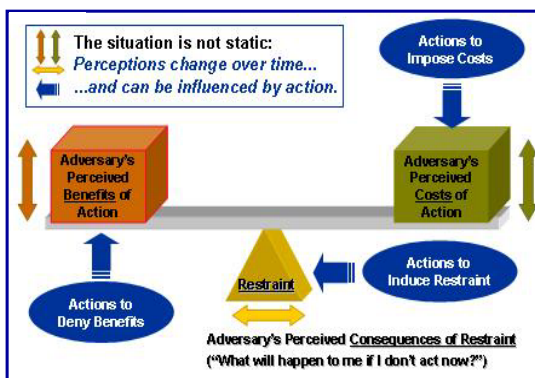 The situation is not static:
Perceptions change over time...
...and can be influenced by action.
Actions to
Impose Costs
Adversary's
Perceived
Benefits of
Action
Adversary's
Perceived
Costs of
Action
Actions to
Deny Benefits
Restraint
Actions to
Induce Restraint
Adversary's Perceived Consequences of Restraint
("What will happen to me if I don't act now?")